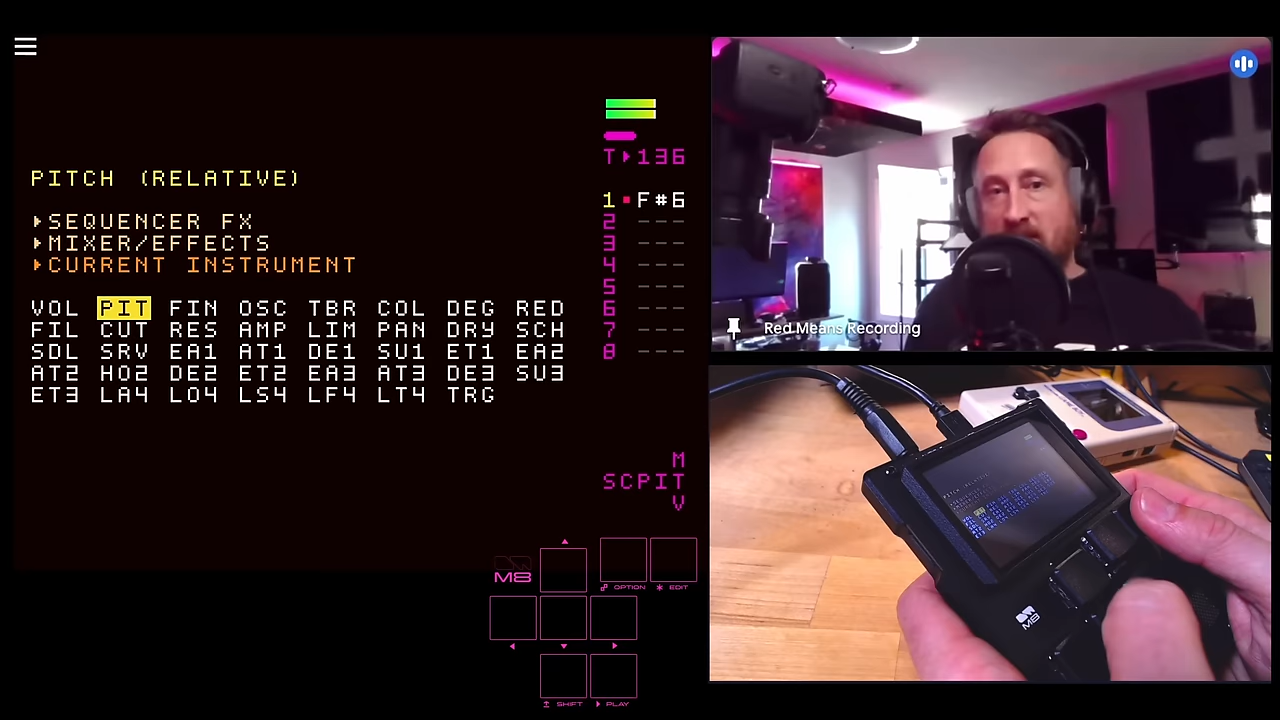 PITCH (RELATIVE)
SEQUENCER FX
MIXER/EFFECTS
CURRENT INSTRUMENT
VOL PIT FIN OSC TBR COL DEG RED
FIL CUT RES AMP LIM PAN DRY SCH
SDL SRV EA1 AT1 DE1 SU1 ET1 EA2
AT2 HO2 DE2 ET2 EA3 AT3 DE3 SU3
ET3 LA4 LO4 LS4 LF4 LT4 TRG
T 136
1 F#6
2 ---
3 ---
4 ---
5 ---
6 ---
7 ---
8 ---
M
SCPIT
V
M8
OPTION
EDIT
SHIFT
PLAY
Red Means Recording
M8